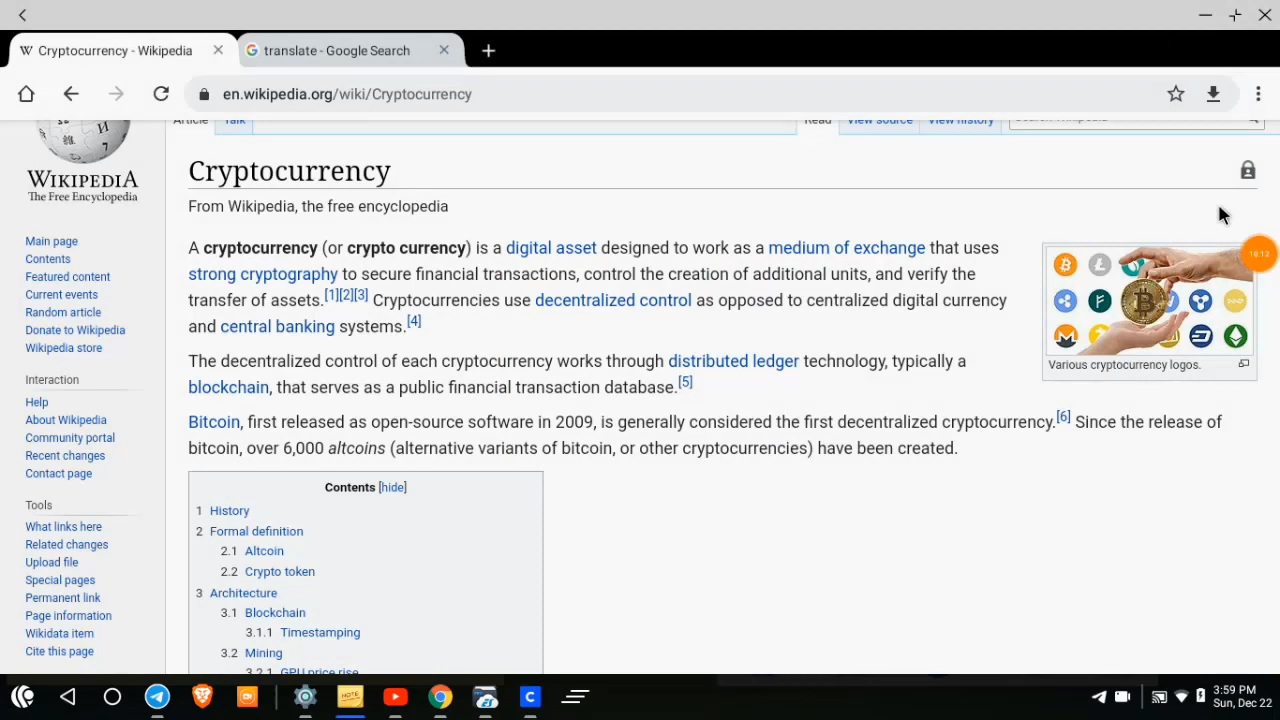 Cryptocurrency - Wikipedia
translate - Google Search
en.wikipedia.org/wiki/Cryptocurrency
Article Talk Read View source View history Search Wikipedia
WIKIPEDIA
The Free Encyclopedia
Main page
Contents
Featured content
Current events
Random article
Donate to Wikipedia
Wikipedia store
Interaction
Help
About Wikipedia
Community portal
Recent changes
Contact page
Tools
What links here
Related changes
Upload file
Special pages
Permanent link
Page information
Wikidata item
Cite this page
Cryptocurrency
From Wikipedia, the free encyclopedia
A cryptocurrency (or crypto currency) is a digital asset designed to work as a medium of exchange that uses
strong cryptography to secure financial transactions, control the creation of additional units, and verify the
transfer of assets.[1][2][3] Cryptocurrencies use decentralized control as opposed to centralized digital currency
and central banking systems.[4]
The decentralized control of each cryptocurrency works through distributed ledger technology, typically a
blockchain, that serves as a public financial transaction database.[5]
Bitcoin, first released as open-source software in 2009, is generally considered the first decentralized cryptocurrency.[6] Since the release of
bitcoin, over 6,000 altcoins (alternative variants of bitcoin, or other cryptocurrencies) have been created.
Various cryptocurrency logos.
10:12
Contents [hide]
1 History
2 Formal definition
2.1 Altcoin
2.2 Crypto token
3 Architecture
3.1 Blockchain
3.1.1 Timestamping
3.2 Mining
3.2.1 GPU price rise
NOTE
3:59 PM
Sun, Dec 22